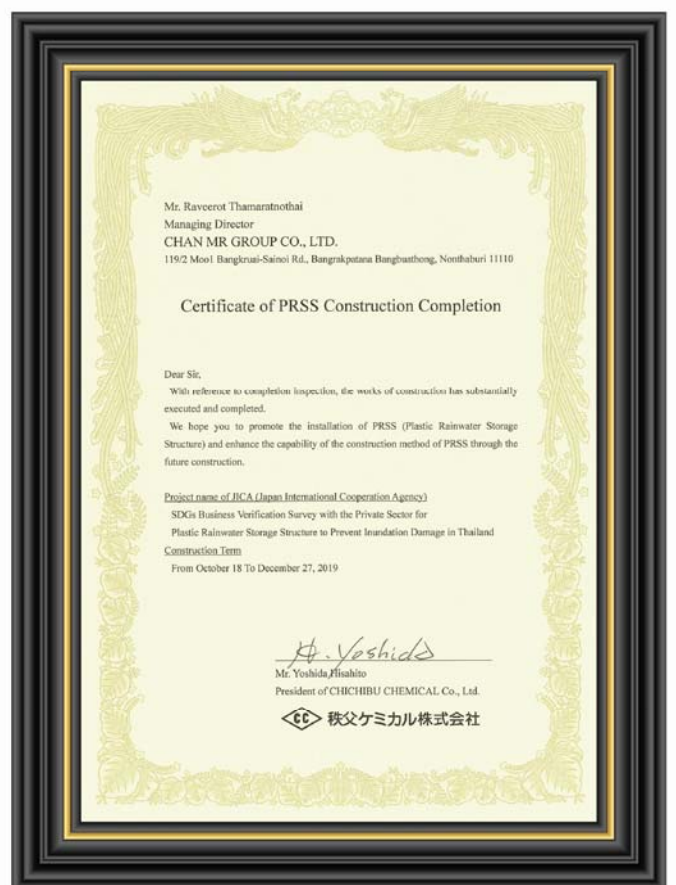 Mr. Raveerot Thamaratnothai
Managing Director
CHAN MR GROUP CO., LTD.
119/2 Moo1 Bangkruai-Sainoi Rd., Bangrakpatana Bangbuathong, Nonthaburi 11110
Certificate of PRSS Construction Completion
Dear Sir,
With reference to completion inspection, the works of construction has substantially
executed and completed.
We hope you to promote the installation of PRSS (Plastic Rainwater Storage
Structure) and enhance the capability of the construction method of PRSS through the
future construction.
Project name of JICA (Japan International Cooperation Agency)
SDGs Business Verification Survey with the Private Sector for
Plastic Rainwater Storage Structure to Prevent Inundation Damage in Thailand
Construction Term
From October 18 To December 27, 2019
H. Yoshida
Mr. Yoshida,Hisahito
President of CHICHIBU CHEMICAL Co., Ltd.
CC 秩父ケミカル株式会社